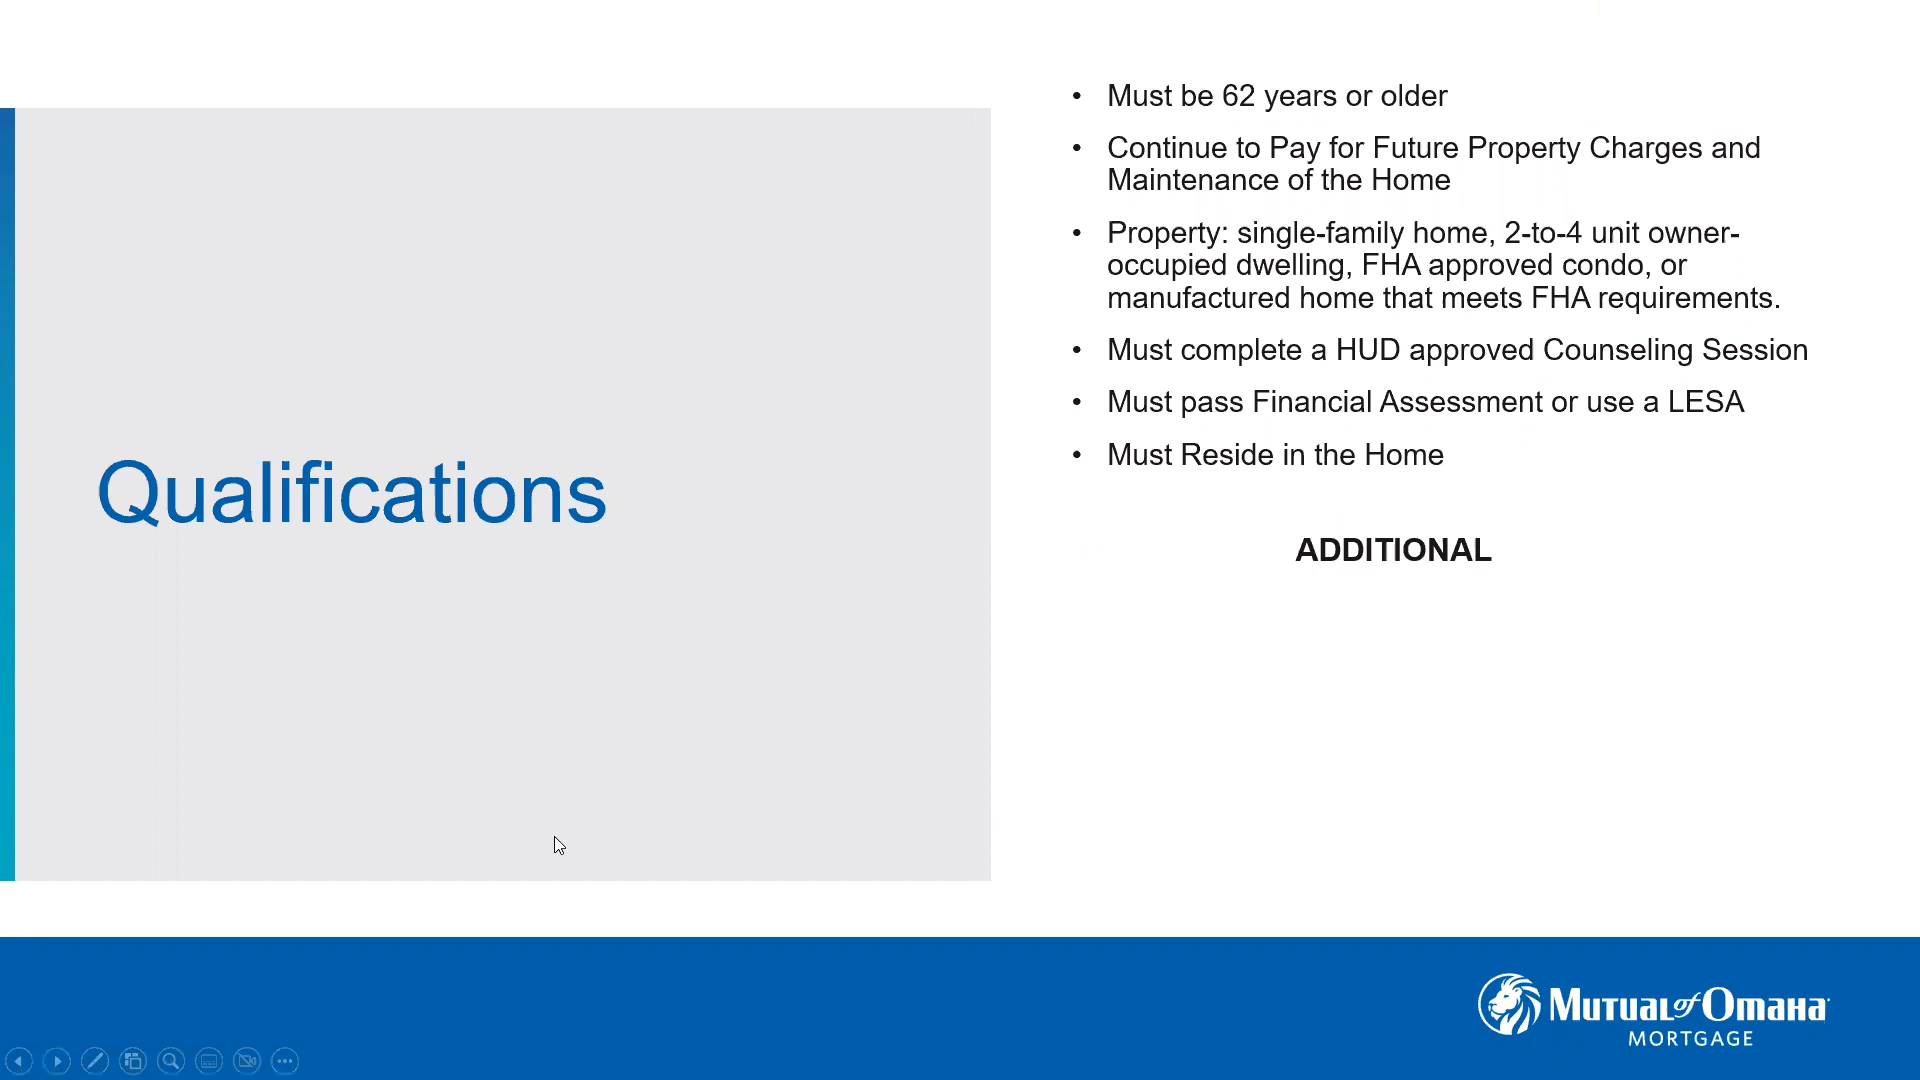 Qualifications
• Must be 62 years or older
• Continue to Pay for Future Property Charges and
Maintenance of the Home
• Property: single-family home, 2-to-4 unit owner-
occupied dwelling, FHA approved condo, or
manufactured home that meets FHA requirements.
• Must complete a HUD approved Counseling Session
• Must pass Financial Assessment or use a LESA
• Must Reside in the Home
ADDITIONAL
Mutual of Omaha
MORTGAGE